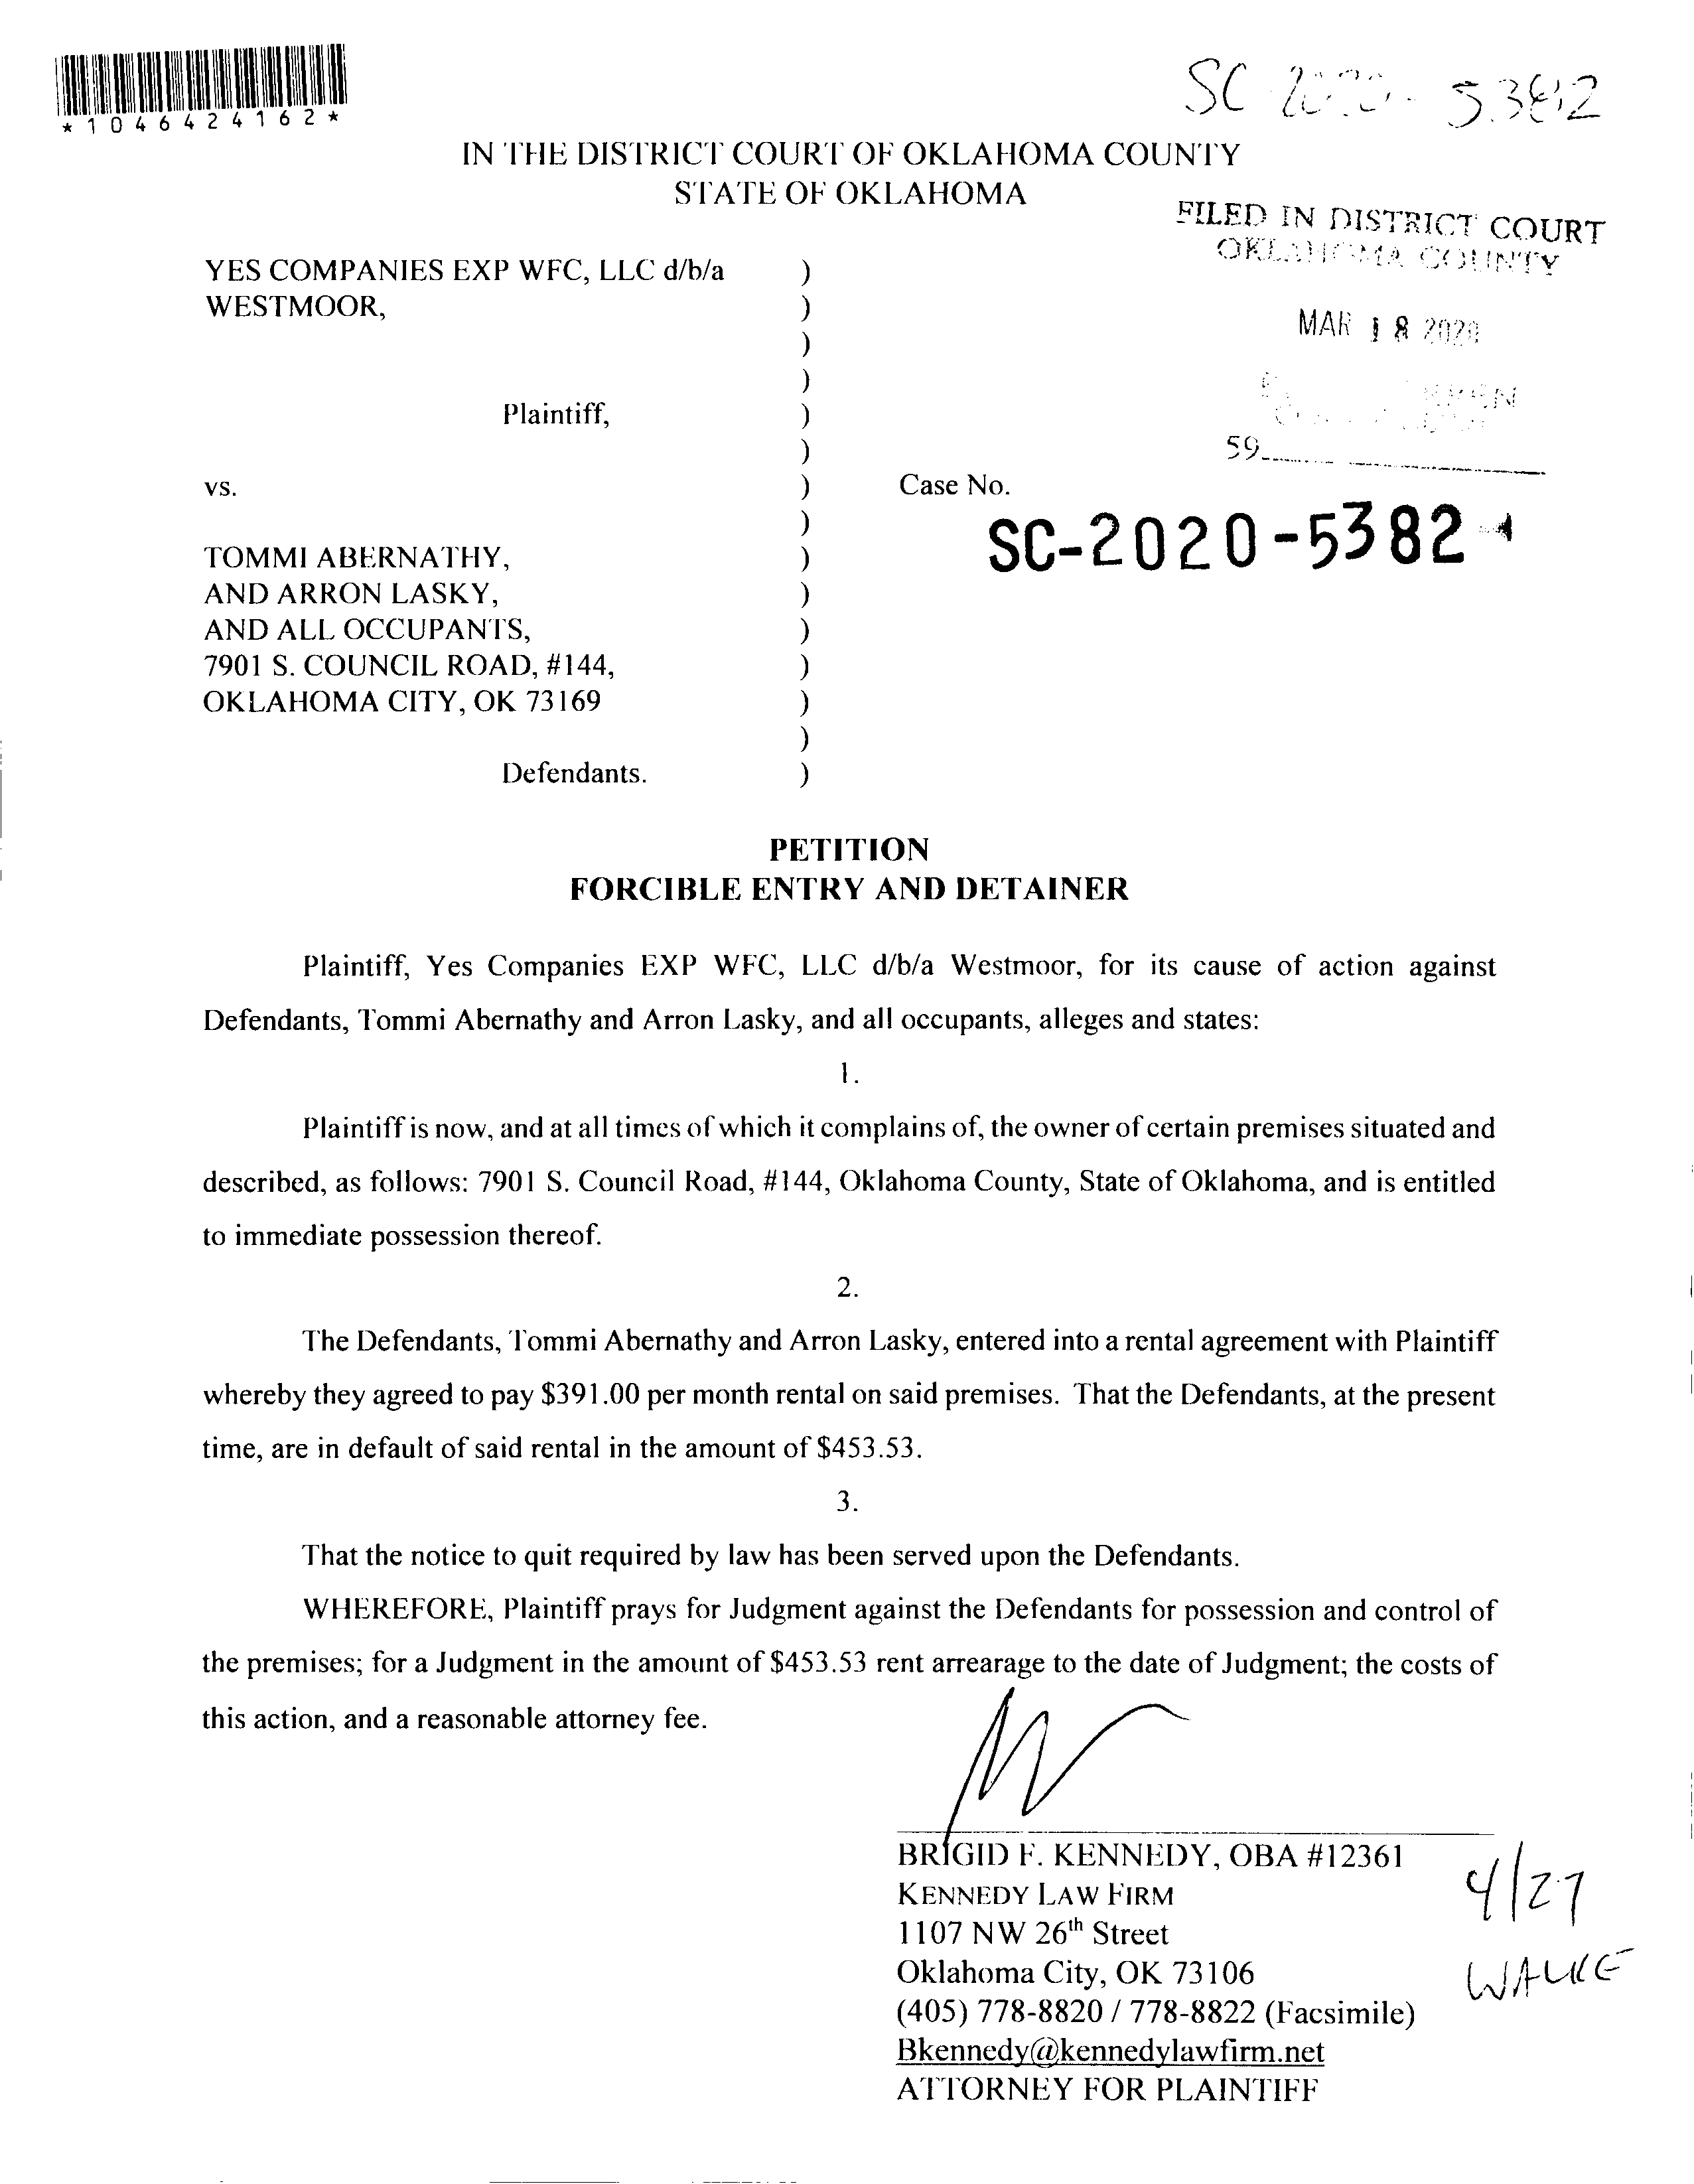 *1046424162*
SC 2020-5382
IN THE DISTRICT COURT OF OKLAHOMA COUNTY
STATE OF OKLAHOMA
FILED IN DISTRICT COURT
OKLAHOMA COUNTY
MAR 18 2020
59
YES COMPANIES EXP WFC, LLC d/b/a )
WESTMOOR, )
)
)
Plaintiff, )
)
vs. ) Case No.
) SC-2020-5382
TOMMI ABERNATHY, )
AND ARRON LASKY, )
AND ALL OCCUPANTS, )
7901 S. COUNCIL ROAD, #144, )
OKLAHOMA CITY, OK 73169 )
)
Defendants. )
PETITION
FORCIBLE ENTRY AND DETAINER
Plaintiff, Yes Companies EXP WFC, LLC d/b/a Westmoor, for its cause of action against
Defendants, Tommi Abernathy and Arron Lasky, and all occupants, alleges and states:
1.
Plaintiff is now, and at all times of which it complains of, the owner of certain premises situated and
described, as follows: 7901 S. Council Road, #144, Oklahoma County, State of Oklahoma, and is entitled
to immediate possession thereof.
2.
The Defendants, Tommi Abernathy and Arron Lasky, entered into a rental agreement with Plaintiff
whereby they agreed to pay $391.00 per month rental on said premises. That the Defendants, at the present
time, are in default of said rental in the amount of $453.53.
3.
That the notice to quit required by law has been served upon the Defendants.
WHEREFORE, Plaintiff prays for Judgment against the Defendants for possession and control of
the premises; for a Judgment in the amount of $453.53 rent arrearage to the date of Judgment; the costs of
this action, and a reasonable attorney fee.
BRIGID F. KENNEDY, OBA #12361
KENNEDY LAW FIRM
1107 NW 26th Street
Oklahoma City, OK 73106
(405) 778-8820 / 778-8822 (Facsimile)
Bkennedy@kennedylawfirm.net
ATTORNEY FOR PLAINTIFF
4/27
WALKE